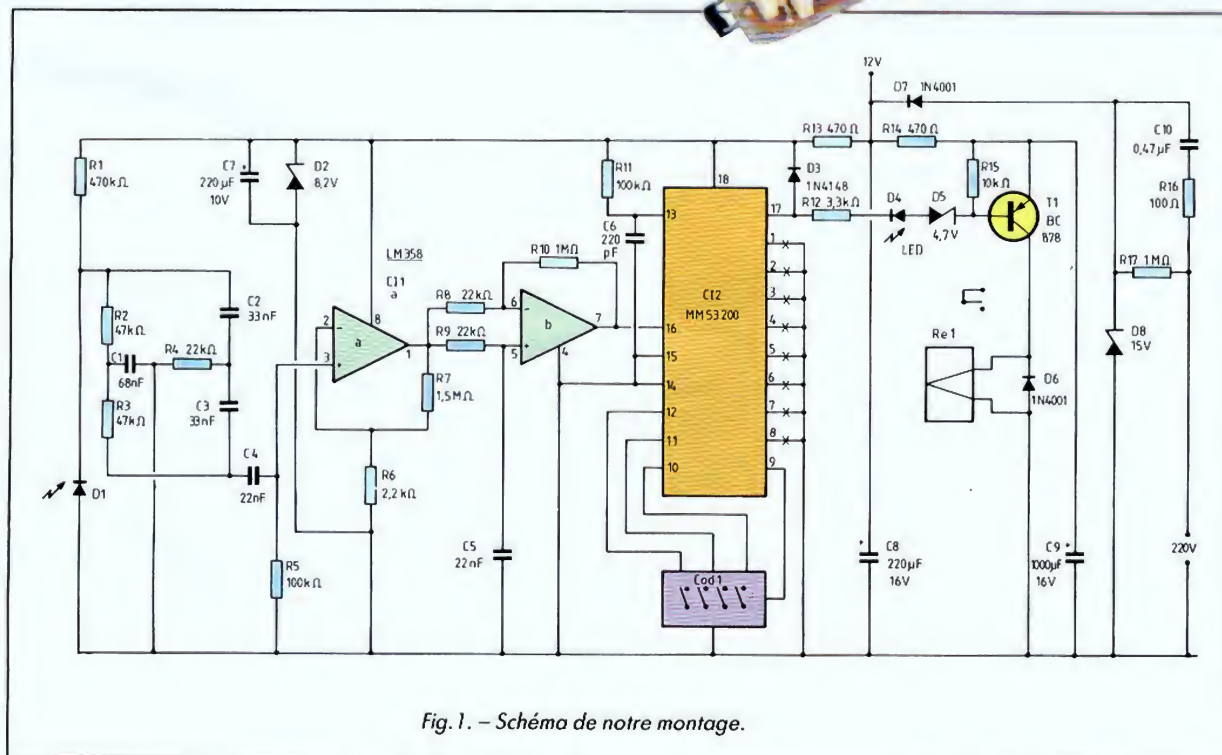 12V
D7 1N4001
R1
470kΩ
C7
220µF
10V
D2
8,2V
R11
100kΩ
R13 470Ω
R14 470Ω
C10
0,47µF
R16
100Ω
D3
1N4148
R15
10kΩ
T1
BC
878
18
17
13
R12 3,3kΩ
D4
LED
D5
4,7V
C6
220
pF
LM358
CI1
a
R10 1MΩ
R17 1MΩ
R2
47kΩ
C2
33nF
C1
68nF
R4 22kΩ
R3
47kΩ
C3
33nF
8
2
3
a
1
R8 22kΩ
R9 22kΩ
6
5
b
7
4
R7
1,5MΩ
CI2
MM53200
16
15
14
12
11
10
1
2
3
4
5
6
7
8
9
Re1
D6
1N4001
D8
15V
D1
C4
22nF
R5
100kΩ
R6
2,2kΩ
C5
22nF
Cod1
C8
220µF
16V
C9
1000µF
16V
220V
Fig. 1. – Schéma de notre montage.